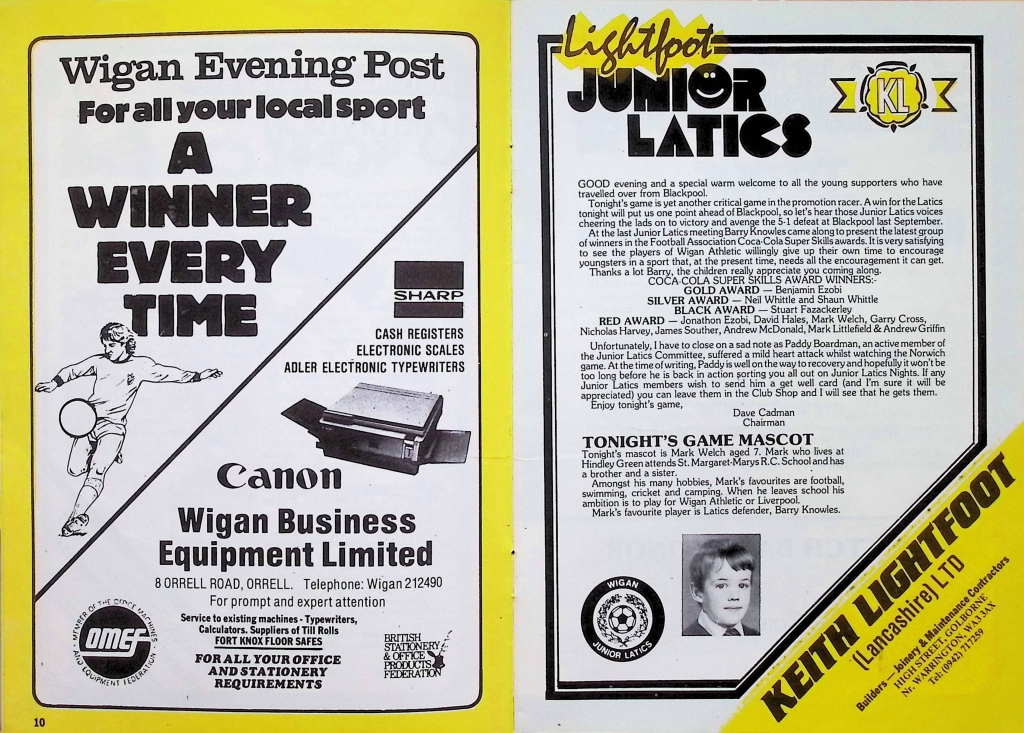 Wigan Evening Post
For all your local sport
A
WINNER
EVERY
TIME
SHARP
CASH REGISTERS
ELECTRONIC SCALES
ADLER ELECTRONIC TYPEWRITERS
Canon
Wigan Business
Equipment Limited
8 ORRELL ROAD, ORRELL. Telephone: Wigan 212490
For prompt and expert attention
Service to existing machines - Typewriters,
Calculators. Suppliers of Till Rolls
FORT KNOX FLOOR SAFES
FOR ALL YOUR OFFICE
AND STATIONERY
REQUIREMENTS
MEMBER OF THE OFFICE MACHINES
OMEF
AND EQUIPMENT FEDERATION
BRITISH
STATIONERY
& OFFICE
PRODUCTS
FEDERATION
10
Lightfoot
JUNIOR
LATICS
KL
GOOD evening and a special warm welcome to all the young supporters who have
travelled over from Blackpool.
Tonight's game is yet another critical game in the promotion racer. A win for the Latics
tonight will put us one point ahead of Blackpool, so let's hear those Junior Latics voices
cheering the lads on to victory and avenge the 5-1 defeat at Blackpool last September.
At the last Junior Latics meeting Barry Knowles came along to present the latest group
of winners in the Football Association Coca-Cola Super Skills awards. It is very satisfying
to see the players of Wigan Athletic willingly give up their own time to encourage
youngsters in a sport that, at the present time, needs all the encouragement it can get.
Thanks a lot Barry, the children really appreciate you coming along.
COCA-COLA SUPER SKILLS AWARD WINNERS:-
GOLD AWARD — Benjamin Ezobi
SILVER AWARD — Neil Whittle and Shaun Whittle
BLACK AWARD — Stuart Fazackerley
RED AWARD — Jonathon Ezobi, David Hales, Mark Welch, Garry Cross,
Nicholas Harvey, James Souther, Andrew McDonald, Mark Littlefield & Andrew Griffin
Unfortunately, I have to close on a sad note as Paddy Boardman, an active member of
the Junior Latics Committee, suffered a mild heart attack whilst watching the Norwich
game. At the time of writing, Paddy is well on the way to recovery and hopefully it won't be
too long before he is back in action sporting you all out on Junior Latics Nights. If any
Junior Latics members wish to send him a get well card (and I'm sure it will be
appreciated) you can leave them in the Club Shop and I will see that he gets them.
Enjoy tonight's game,
Dave Cadman
Chairman
TONIGHT'S GAME MASCOT
Tonight's mascot is Mark Welch aged 7. Mark who lives at
Hindley Green attends St. Margaret-Marys R.C. School and has
a brother and a sister.
Amongst his many hobbies, Mark's favourites are football,
swimming, cricket and camping. When he leaves school his
ambition is to play for Wigan Athletic or Liverpool.
Mark's favourite player is Latics defender, Barry Knowles.
WIGAN
JUNIOR LATICS
KEITH LIGHTFOOT
(Lancashire) LTD
Builders — Joinery & Maintenance Contractors
HIGH STREET, GOLBORNE
Nr. WARRINGTON, WA3 3AX
Tel: (0942) 717259